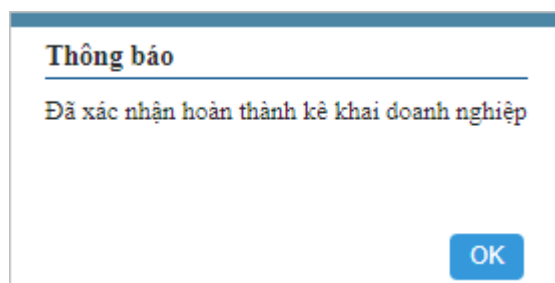 Thông báo
Đã xác nhận hoàn thành kê khai doanh nghiệp
OK